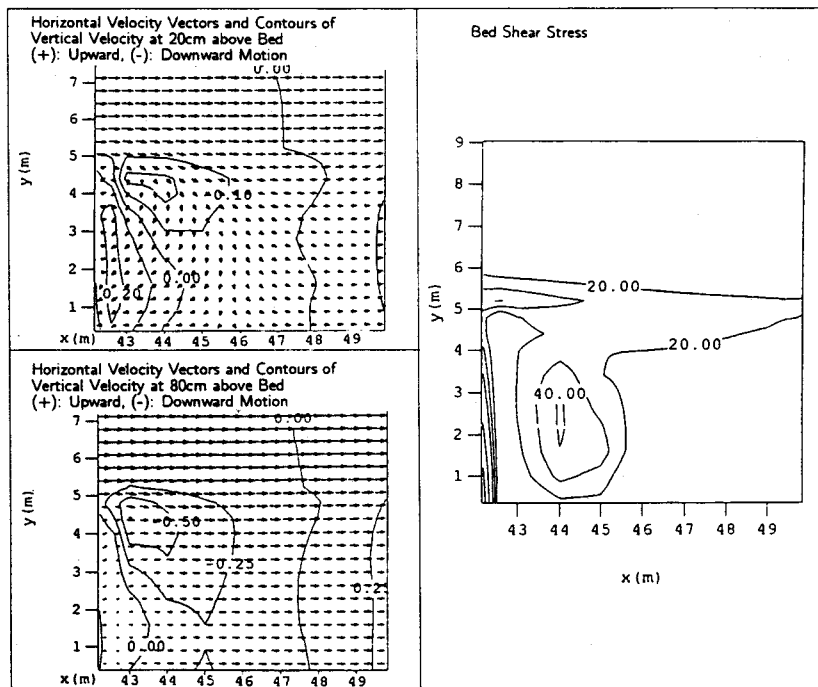 Horizontal Velocity Vectors and Contours of
Vertical Velocity at 20cm above Bed
(+): Upward, (-): Downward Motion
0.00
7
6
5
4
3
2
1
y (m)
-0.10
0.00
0.20
x (m) 43 44 45 46 47 48 49
Horizontal Velocity Vectors and Contours of
Vertical Velocity at 80cm above Bed
(+): Upward, (-): Downward Motion
0.00
7
6
5
4
3
2
1
y (m)
-0.50
-0.25
0.25
0.00
x (m) 43 44 45 46 47 48 49
Bed Shear Stress
9
8
7
6
5
4
3
2
1
y (m)
20.00
20.00
40.00
43 44 45 46 47 48 49
x (m)